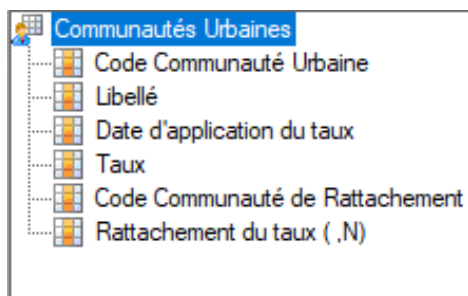 Communautés Urbaines
Code Communauté Urbaine
Libellé
Date d'application du taux
Taux
Code Communauté de Rattachement
Rattachement du taux ( ,N)